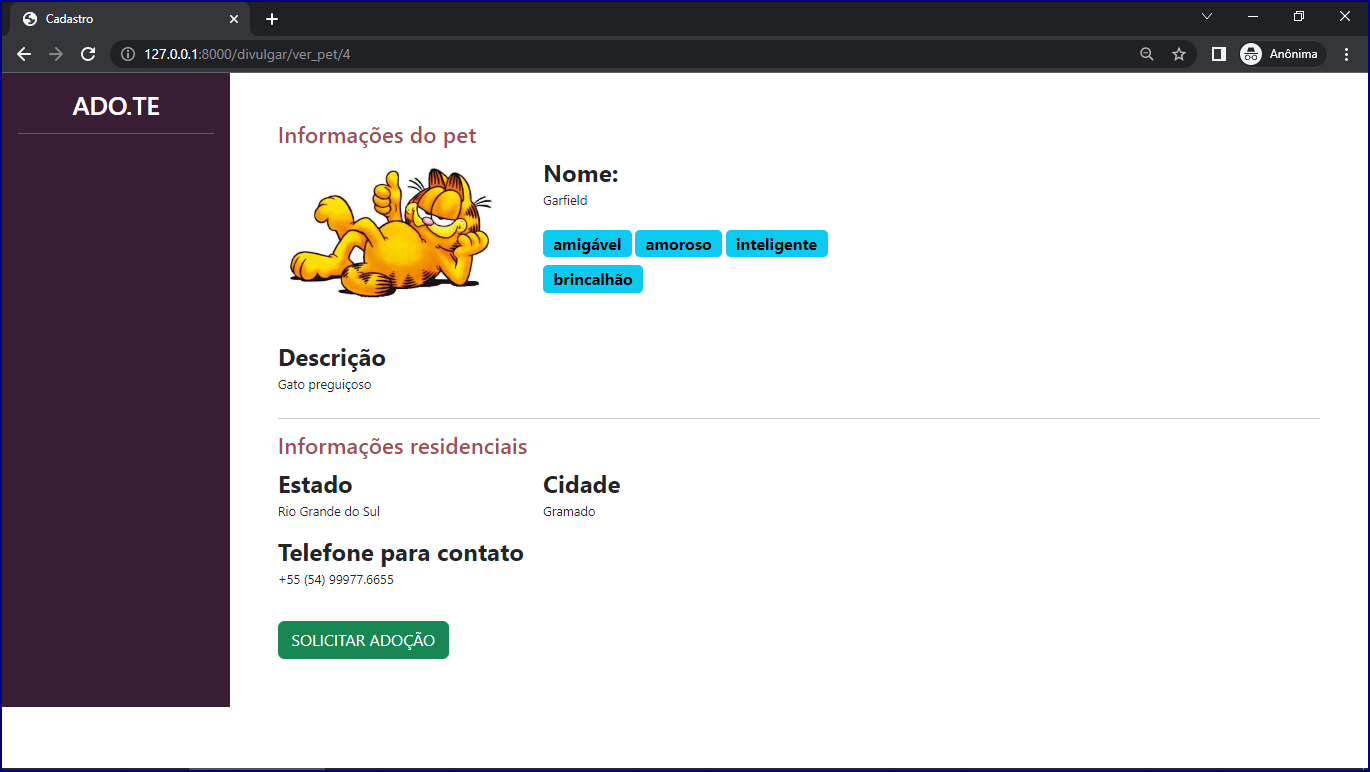 Cadastro
127.0.0.1:8000/divulgar/ver_pet/4
Anônima
ADO.TE
Informações do pet
Nome:
Garfield
amigável amoroso inteligente
brincalhão
Descrição
Gato preguiçoso
Informações residenciais
Estado Cidade
Rio Grande do Sul Gramado
Telefone para contato
+55 (54) 99977.6655
SOLICITAR ADOÇÃO